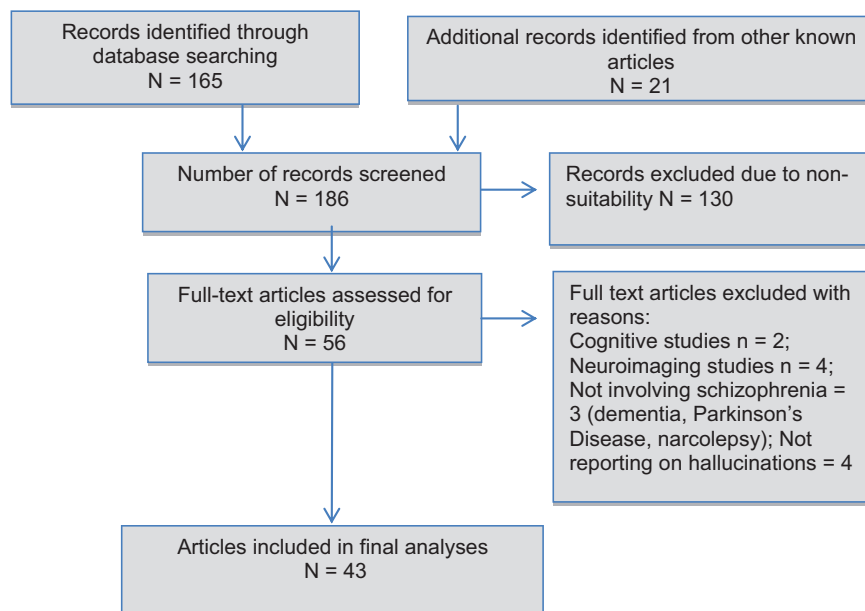 Records identified through
database searching
N = 165
Additional records identified from other known
articles
N = 21
Number of records screened
N = 186
Records excluded due to non-
suitability N = 130
Full-text articles assessed for
eligibility
N = 56
Full text articles excluded with
reasons:
Cognitive studies n = 2;
Neuroimaging studies n = 4;
Not involving schizophrenia =
3 (dementia, Parkinson’s
Disease, narcolepsy); Not
reporting on hallucinations = 4
Articles included in final analyses
N = 43